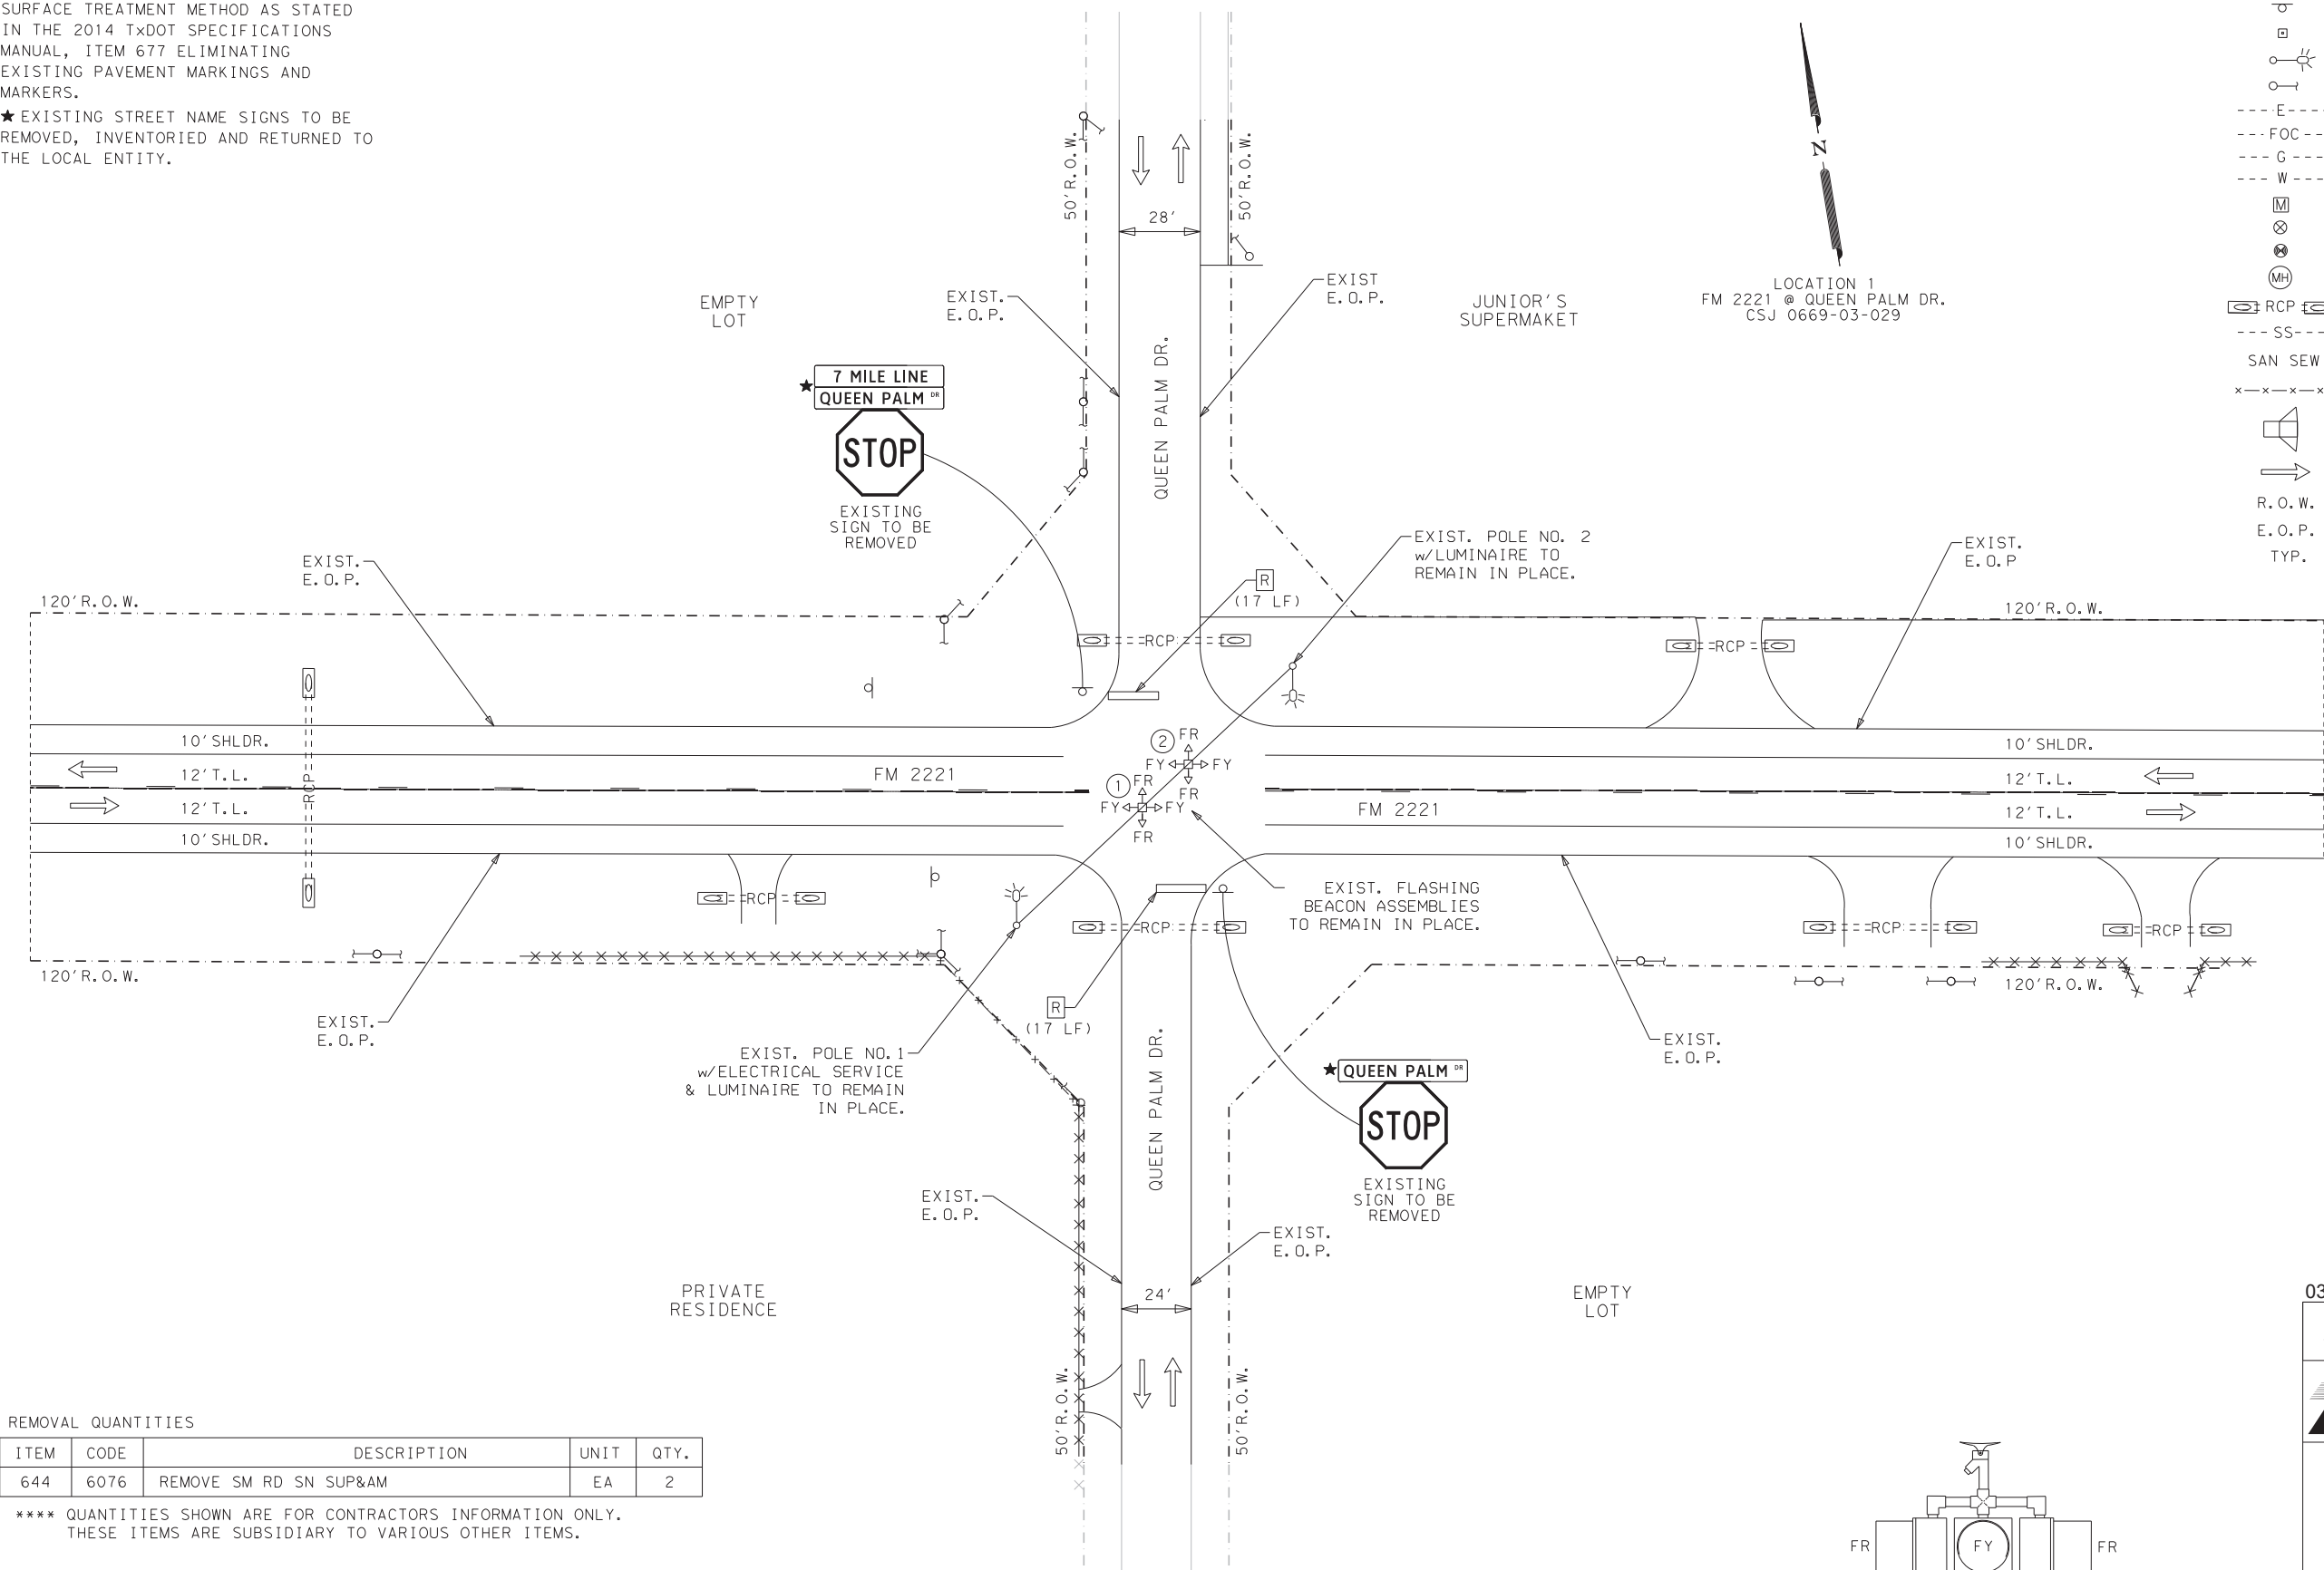 SURFACE TREATMENT METHOD AS STATED
IN THE 2014 TxDOT SPECIFICATIONS
MANUAL, ITEM 677 ELIMINATING
EXISTING PAVEMENT MARKINGS AND
MARKERS.
★ EXISTING STREET NAME SIGNS TO BE
REMOVED, INVENTORIED AND RETURNED TO
THE LOCAL ENTITY.
50' R.O.W.
50' R.O.W.
28'
N
LOCATION 1
FM 2221 @ QUEEN PALM DR.
CSJ 0669-03-029
E
FOC
G
W
M
MH
RCP
SS
SAN SEW
R.O.W.
E.O.P.
TYP.
EMPTY
LOT
EXIST.
E.O.P.
EXIST
E.O.P.
JUNIOR'S
SUPERMAKET
QUEEN PALM DR.
★ 7 MILE LINE
QUEEN PALM DR
STOP
EXISTING
SIGN TO BE
REMOVED
EXIST. POLE NO. 2
w/LUMINAIRE TO
REMAIN IN PLACE.
R
(17 LF)
EXIST.
E.O.P.
EXIST.
E.O.P
120' R.O.W.
120' R.O.W.
RCP
RCP
RCP
10' SHLDR.
12' T.L.
12' T.L.
10' SHLDR.
FM 2221
2
FR
FY
FY
FR
1
FR
FY
FY
FR
FM 2221
10' SHLDR.
12' T.L.
12' T.L.
10' SHLDR.
EXIST. FLASHING
BEACON ASSEMBLIES
TO REMAIN IN PLACE.
RCP
RCP
RCP
RCP
120' R.O.W.
120' R.O.W.
EXIST.
E.O.P.
R
(17 LF)
EXIST. POLE NO.1
w/ELECTRICAL SERVICE
& LUMINAIRE TO REMAIN
IN PLACE.
EXIST.
E.O.P.
QUEEN PALM DR.
★ QUEEN PALM DR
STOP
EXISTING
SIGN TO BE
REMOVED
EXIST.
E.O.P.
EXIST.
E.O.P.
PRIVATE
RESIDENCE
24'
EMPTY
LOT
50' R.O.W.
50' R.O.W.
03
REMOVAL QUANTITIES
ITEM CODE DESCRIPTION UNIT QTY.
644 6076 REMOVE SM RD SN SUP&AM EA 2
**** QUANTITIES SHOWN ARE FOR CONTRACTORS INFORMATION ONLY.
THESE ITEMS ARE SUBSIDIARY TO VARIOUS OTHER ITEMS.
FR
FY
FR